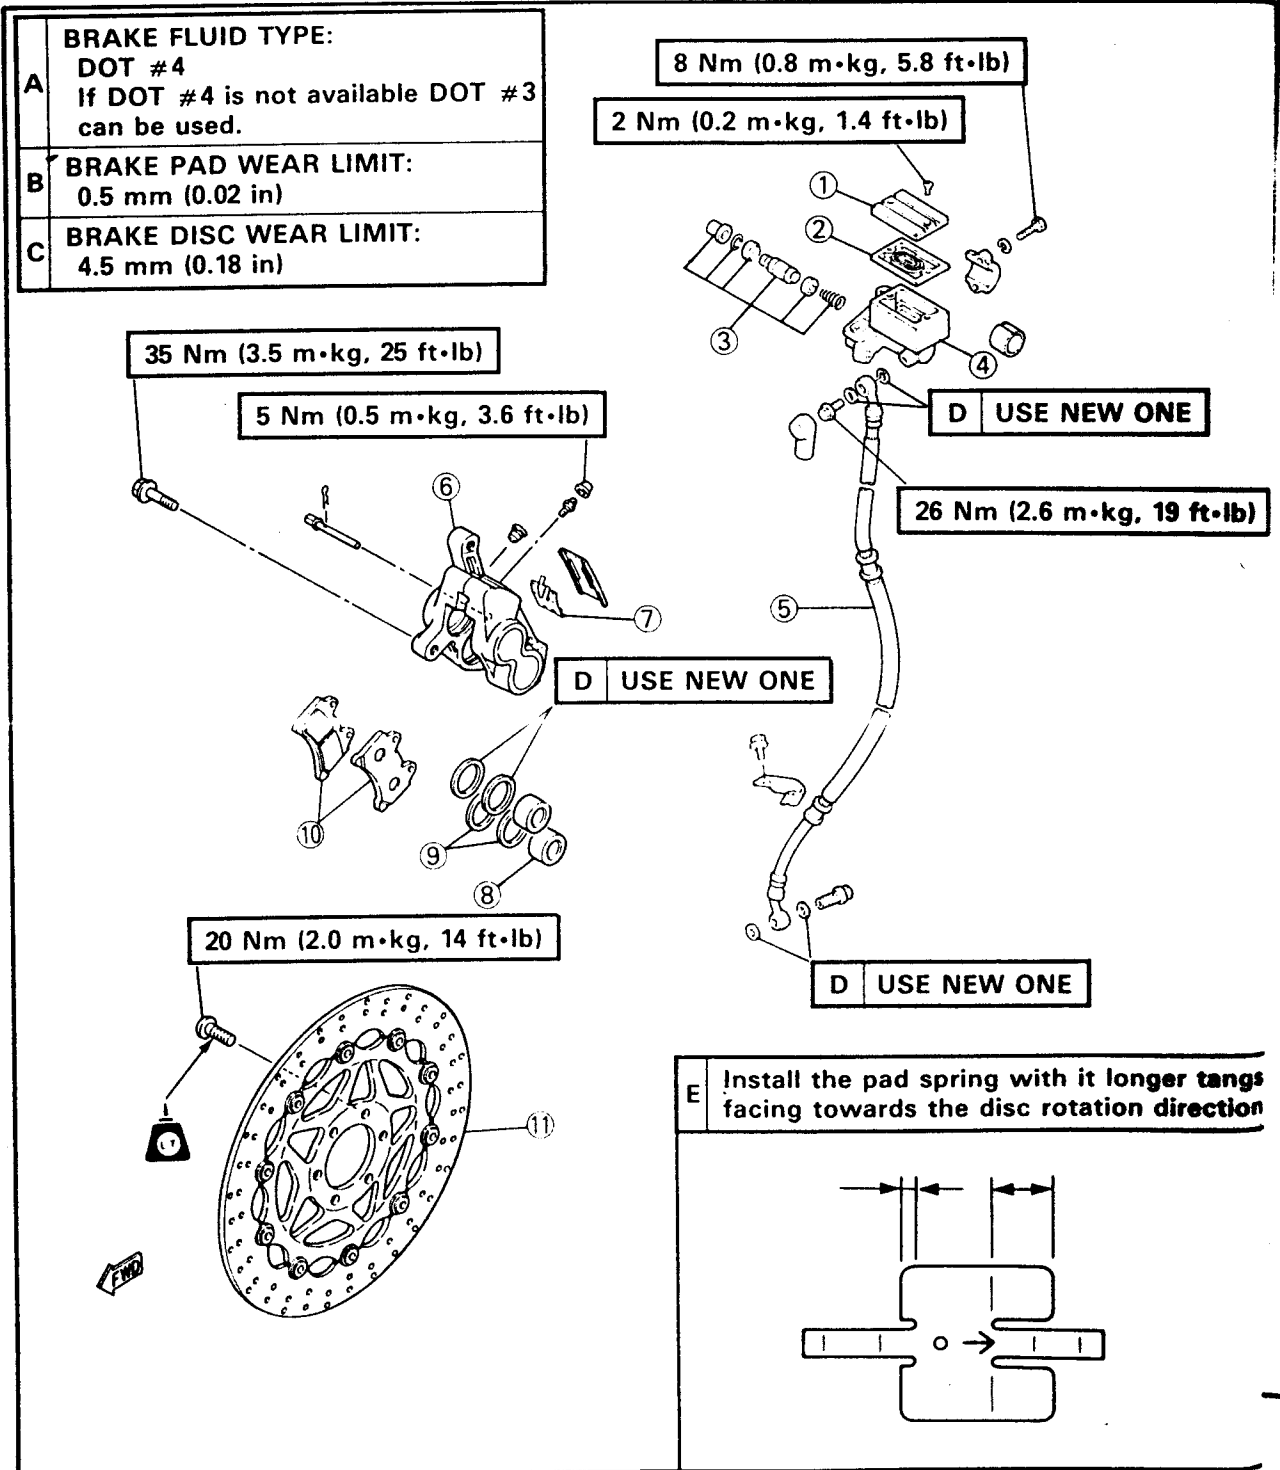 A
BRAKE FLUID TYPE:
DOT #4
If DOT #4 is not available DOT #3
can be used.
B
BRAKE PAD WEAR LIMIT:
0.5 mm (0.02 in)
C
BRAKE DISC WEAR LIMIT:
4.5 mm (0.18 in)
8 Nm (0.8 m•kg, 5.8 ft•lb)
2 Nm (0.2 m•kg, 1.4 ft•lb)
①
②
③
④
35 Nm (3.5 m•kg, 25 ft•lb)
5 Nm (0.5 m•kg, 3.6 ft•lb)
D USE NEW ONE
26 Nm (2.6 m•kg, 19 ft•lb)
⑥
⑤
⑦
D USE NEW ONE
⑩
⑨
⑧
20 Nm (2.0 m•kg, 14 ft•lb)
D USE NEW ONE
LT
⑪
FWD
E
Install the pad spring with it longer tangs
facing towards the disc rotation direction